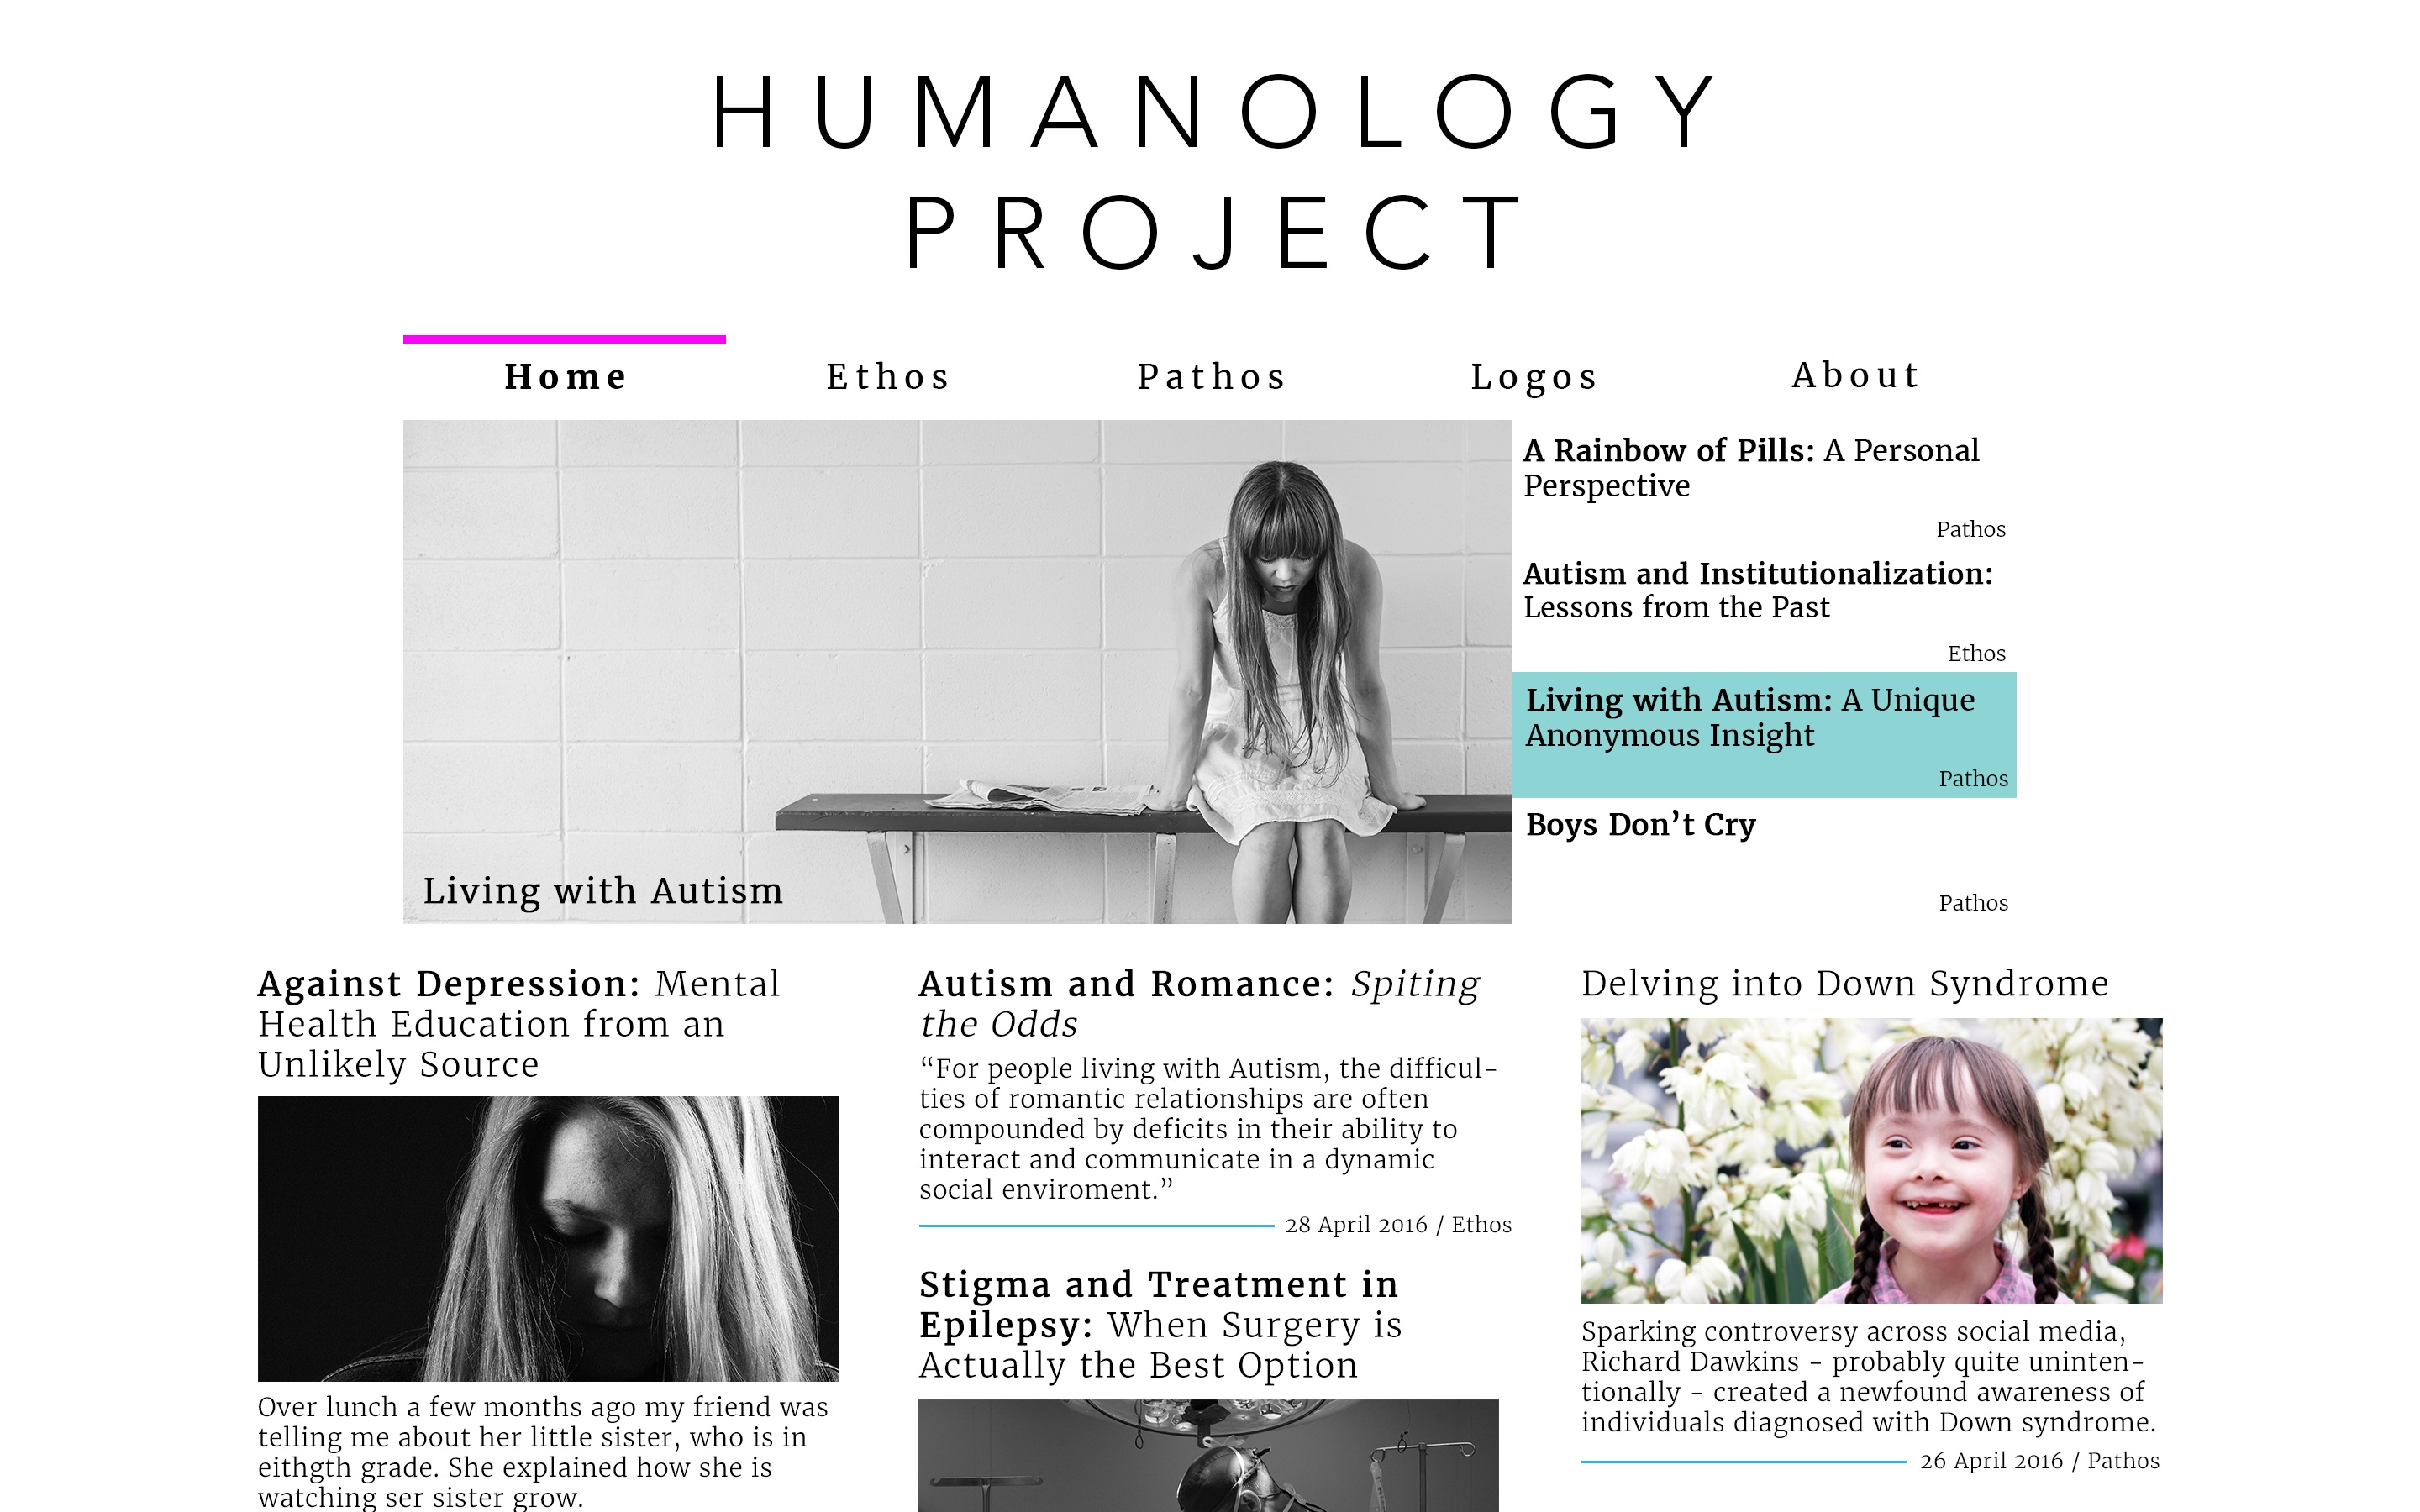 HUMANOLOGY
PROJECT
Home
Ethos
Pathos
Logos
About
Living with Autism
A Rainbow of Pills: A Personal
Perspective
Pathos
Autism and Institutionalization:
Lessons from the Past
Ethos
Living with Autism: A Unique
Anonymous Insight
Pathos
Boys Don’t Cry
Pathos
Against Depression: Mental
Health Education from an
Unlikely Source
Over lunch a few months ago my friend was
telling me about her little sister, who is in
eithgth grade. She explained how she is
watching ser sister grow.
Autism and Romance: Spiting
the Odds
“For people living with Autism, the difficul-
ties of romantic relationships are often
compounded by deficits in their ability to
interact and communicate in a dynamic
social enviroment.”
28 April 2016 / Ethos
Stigma and Treatment in
Epilepsy: When Surgery is
Actually the Best Option
Delving into Down Syndrome
Sparking controversy across social media,
Richard Dawkins - probably quite uninten-
tionally - created a newfound awareness of
individuals diagnosed with Down syndrome.
26 April 2016 / Pathos